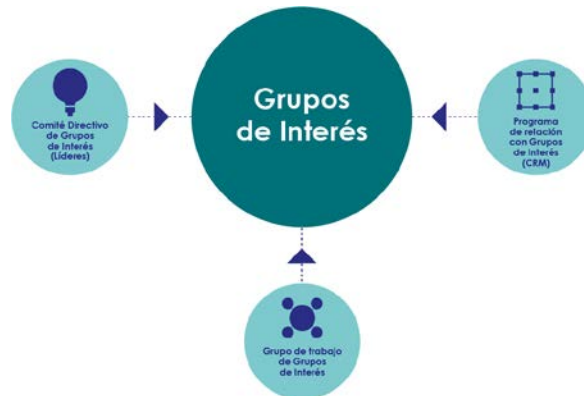 Grupos
de Interés
Comité Directivo
de Grupos
de Interés
(Líderes)
Programa
de relación
con Grupos
de Interés
(CRM)
Grupo de trabajo
de Grupos
de Interés